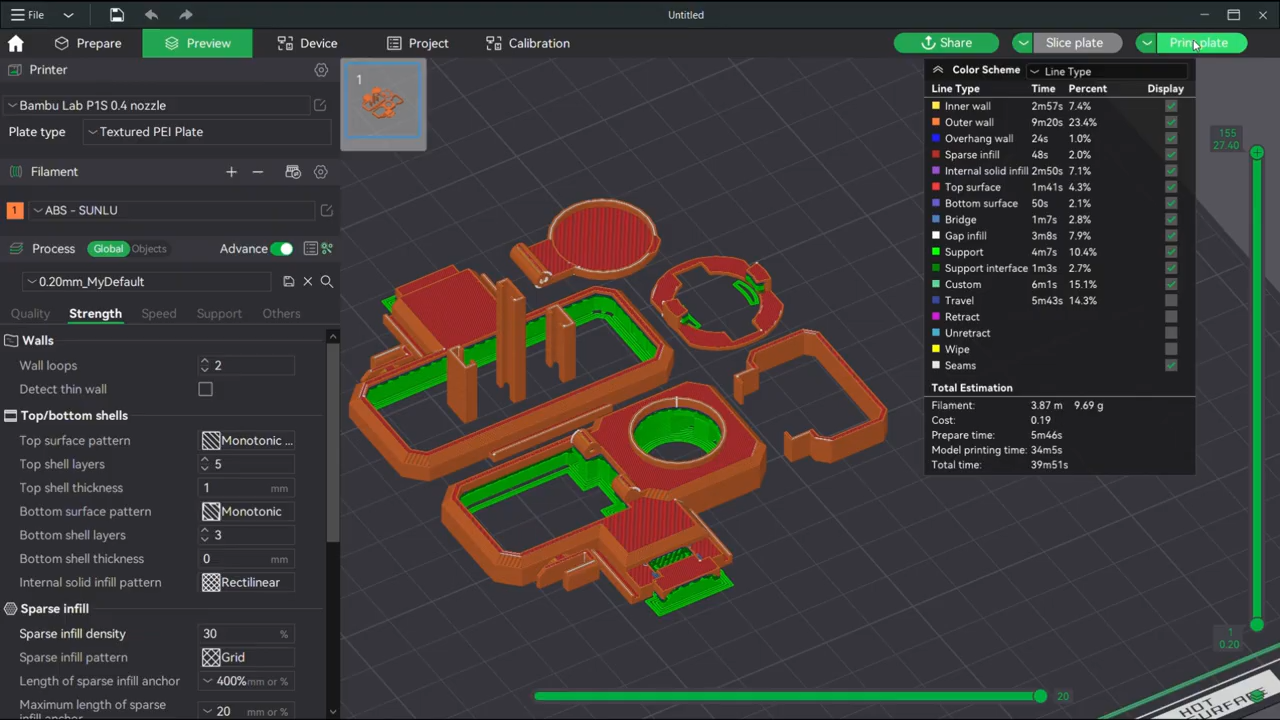 File
Untitled
Prepare
Preview
Device
Project
Calibration
Share
Slice plate
Print plate
Printer
Bambu Lab P1S 0.4 nozzle
Plate type
Textured PEI Plate
Filament
1
ABS - SUNLU
Process
Global
Objects
Advance
0.20mm_MyDefault
Quality
Strength
Speed
Support
Others
Walls
Wall loops 2
Detect thin wall
Top/bottom shells
Top surface pattern Monotonic ...
Top shell layers 5
Top shell thickness 1 mm
Bottom surface pattern Monotonic
Bottom shell layers 3
Bottom shell thickness 0 mm
Internal solid infill pattern Rectilinear
Sparse infill
Sparse infill density 30 %
Sparse infill pattern Grid
Length of sparse infill anchor 400% mm or %
Maximum length of sparse 20 mm or %
infill anchor
1
Color Scheme Line Type
Line Type Time Percent Display
Inner wall 2m57s 7.4%
Outer wall 9m20s 23.4%
Overhang wall 24s 1.0%
Sparse infill 48s 2.0%
Internal solid infill 2m50s 7.1%
Top surface 1m41s 4.3%
Bottom surface 50s 2.1%
Bridge 1m7s 2.8%
Gap infill 3m8s 7.9%
Support 4m7s 10.4%
Support interface 1m3s 2.7%
Custom 6m1s 15.1%
Travel 5m43s 14.3%
Retract
Unretract
Wipe
Seams
Total Estimation
Filament: 3.87 m 9.69 g
Cost: 0.19
Prepare time: 5m46s
Model printing time: 34m5s
Total time: 39m51s
155
27.40
1
0.20
20
HOT
SURFACE